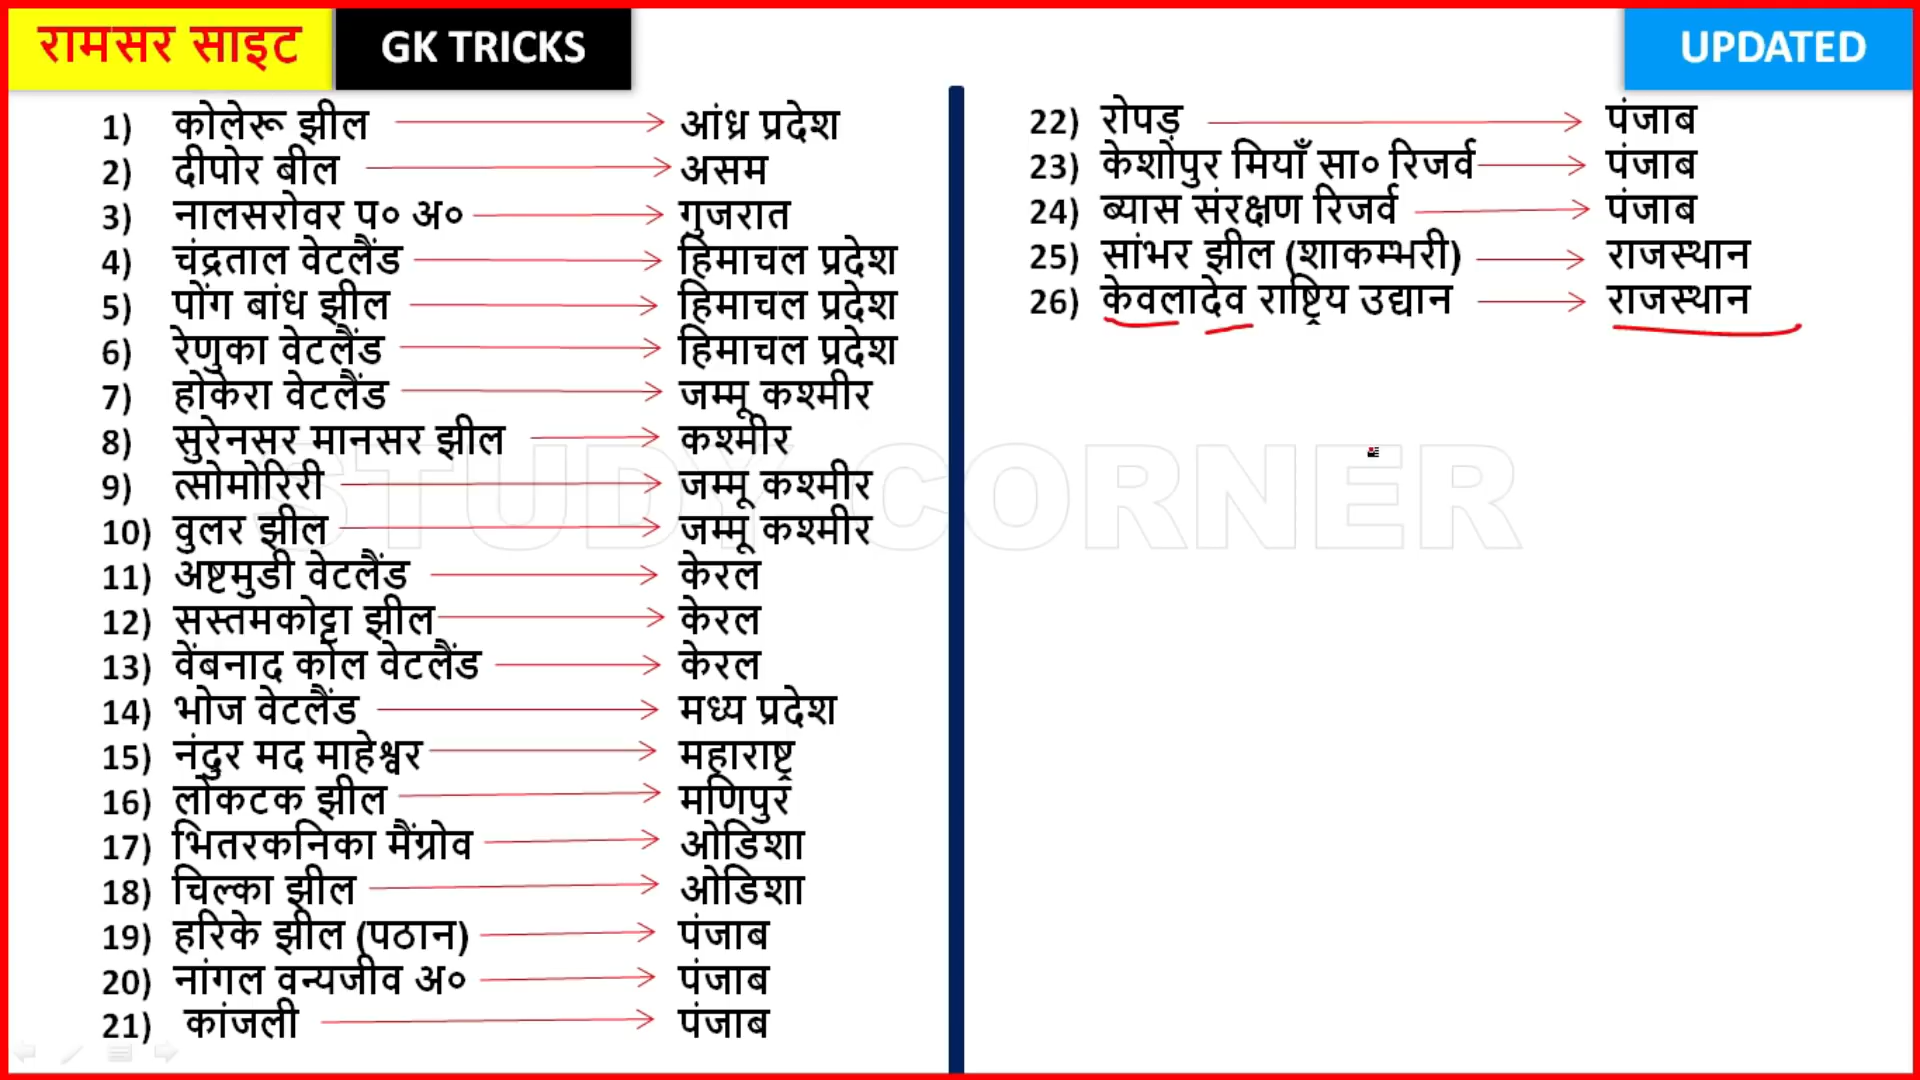 रामसर साइट
GK TRICKS
UPDATED
1) कोलेरू झील आंध्र प्रदेश
2) दीपोर बील असम
3) नालसरोवर प० अ० गुजरात
4) चंद्रताल वेटलैंड हिमाचल प्रदेश
5) पोंग बांध झील हिमाचल प्रदेश
6) रेणुका वेटलैंड हिमाचल प्रदेश
7) होकेरा वेटलैंड जम्मू कश्मीर
8) सुरेनसर मानसर झील कश्मीर
9) त्सोमोरिरी जम्मू कश्मीर
10) वुलर झील जम्मू कश्मीर
11) अष्टमुडी वेटलैंड केरल
12) सस्तमकोट्टा झील केरल
13) वेंबनाद कोल वेटलैंड केरल
14) भोज वेटलैंड मध्य प्रदेश
15) नंदुर मद माहेश्वर महाराष्ट्र
16) लोकटक झील मणिपुर
17) भितरकनिका मैंग्रोव ओडिशा
18) चिल्का झील ओडिशा
19) हरिके झील (पठान) पंजाब
20) नांगल वन्यजीव अ० पंजाब
21) कांजली पंजाब
22) रोपड़ पंजाब
23) केशोपुर मियाँ सा० रिजर्व पंजाब
24) ब्यास संरक्षण रिजर्व पंजाब
25) सांभर झील (शाकम्भरी) राजस्थान
26) केवलादेव राष्ट्रिय उद्यान राजस्थान
STUDY CORNER